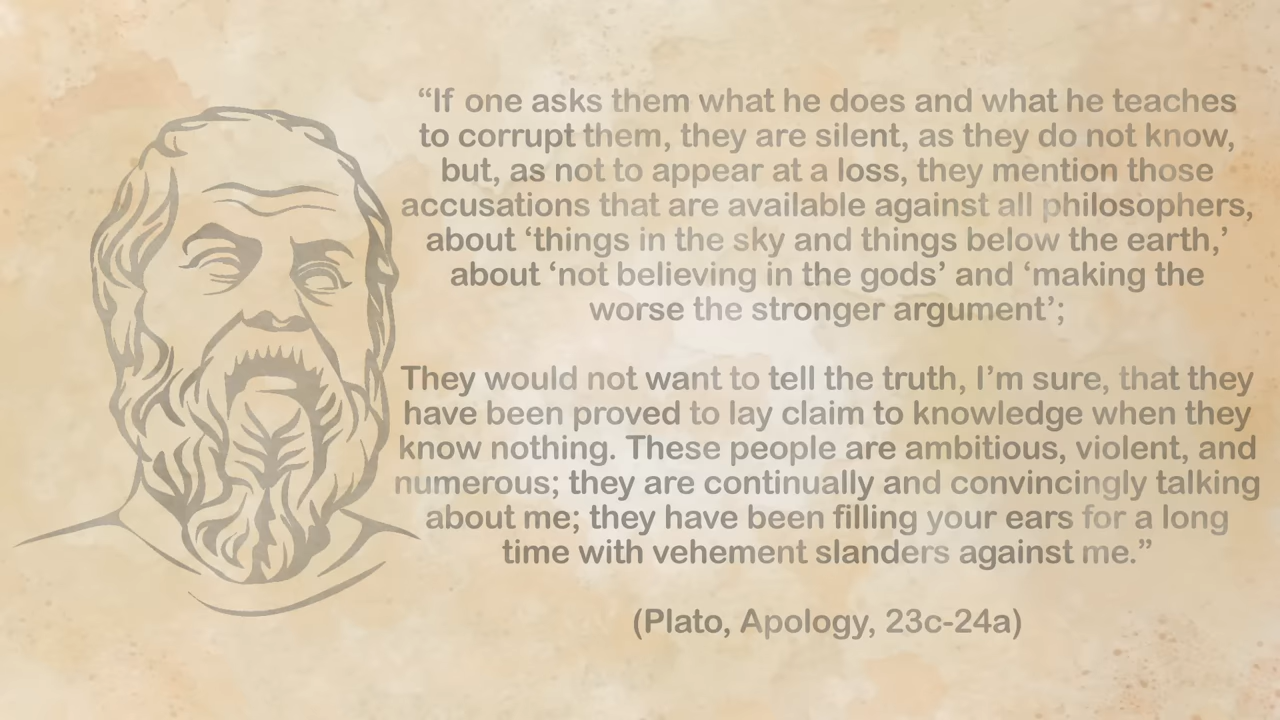 “If one asks them what he does and what he teaches
to corrupt them, they are silent, as they do not know,
but, as not to appear at a loss, they mention those
accusations that are available against all philosophers,
about ‘things in the sky and things below the earth,’
about ‘not believing in the gods’ and ‘making the
worse the stronger argument’;
They would not want to tell the truth, I’m sure, that they
have been proved to lay claim to knowledge when they
know nothing. These people are ambitious, violent, and
numerous; they are continually and convincingly talking
about me; they have been filling your ears for a long
time with vehement slanders against me.”
(Plato, Apology, 23c-24a)